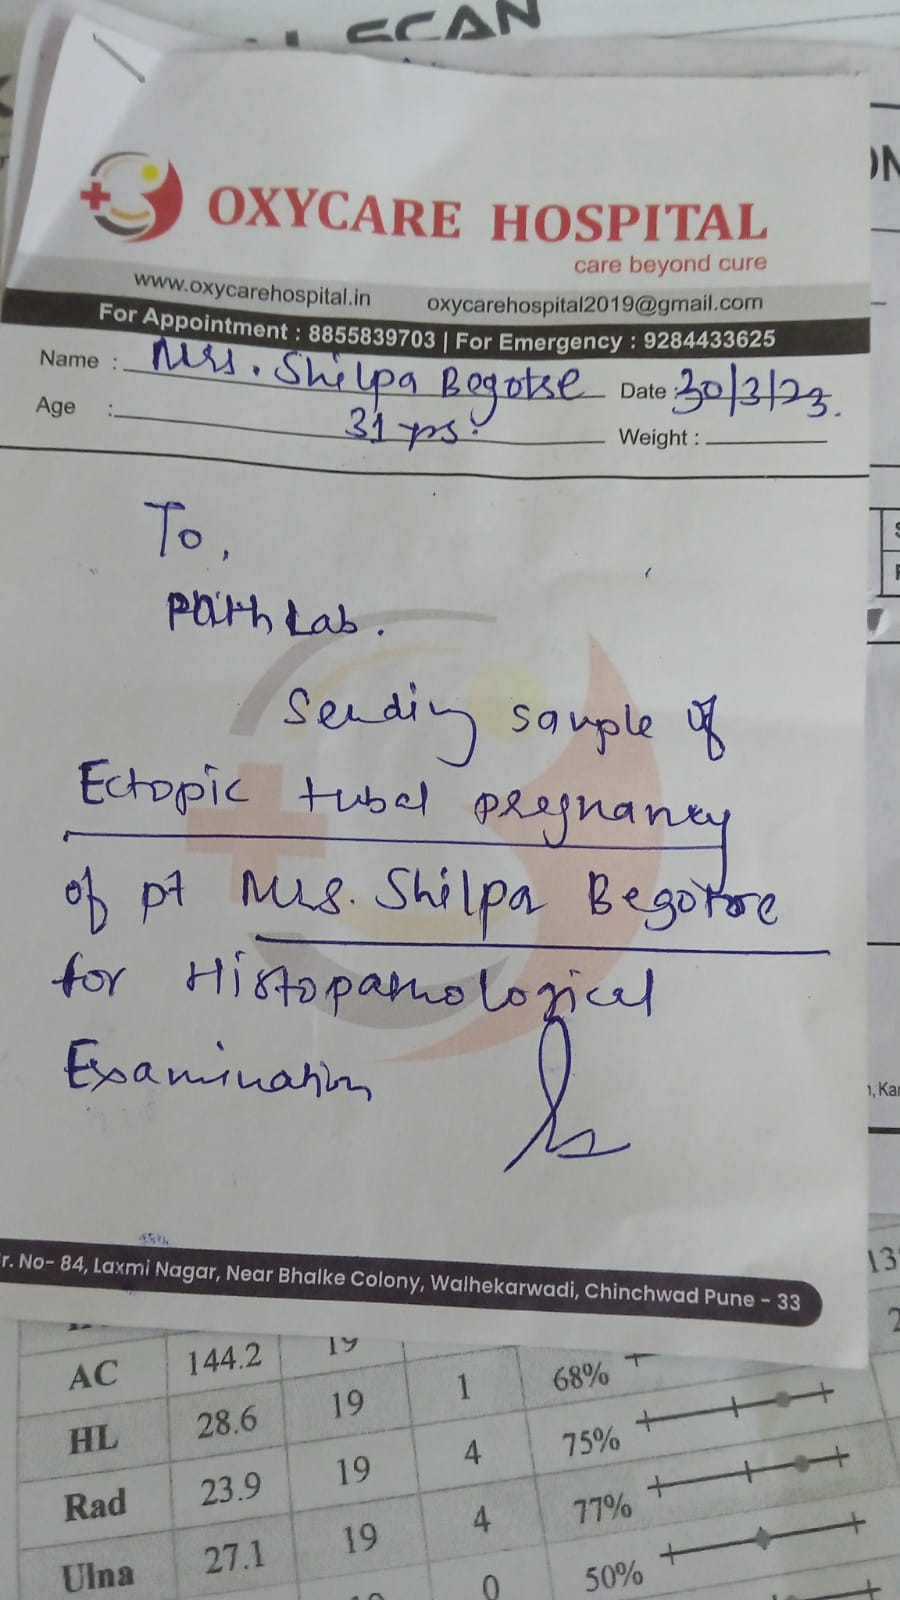 SCAN
OXYCARE HOSPITAL
care beyond cure
www.oxycarehospital.in oxycarehospital2019@gmail.com
For Appointment : 8855839703 | For Emergency : 9284433625
Name : Mrs. Shilpa Begotse Date : 30/3/23.
Age : 31 yrs. Weight :
To,
Path Lab.
Sending sample of
Ectopic tubal pregnancy
of pt Mrs. Shilpa Begotse
for Histopathological
Examination
r. No- 84, Laxmi Nagar, Near Bhalke Colony, Walhekarwadi, Chinchwad Pune - 33
AC 144.2 19 1 68%
HL 28.6 19 4 75%
Rad 23.9 19 4 77%
Ulna 27.1 19 0 50%